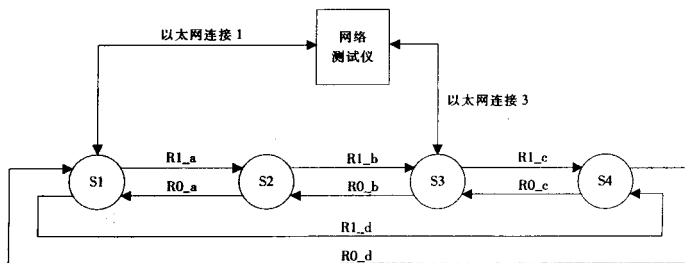 以太网连接1
网络
测试仪
以太网连接3
R1_a
R1_b
R1_c
S1
S2
S3
S4
R0_a
R0_b
R0_c
R1_d
R0_d